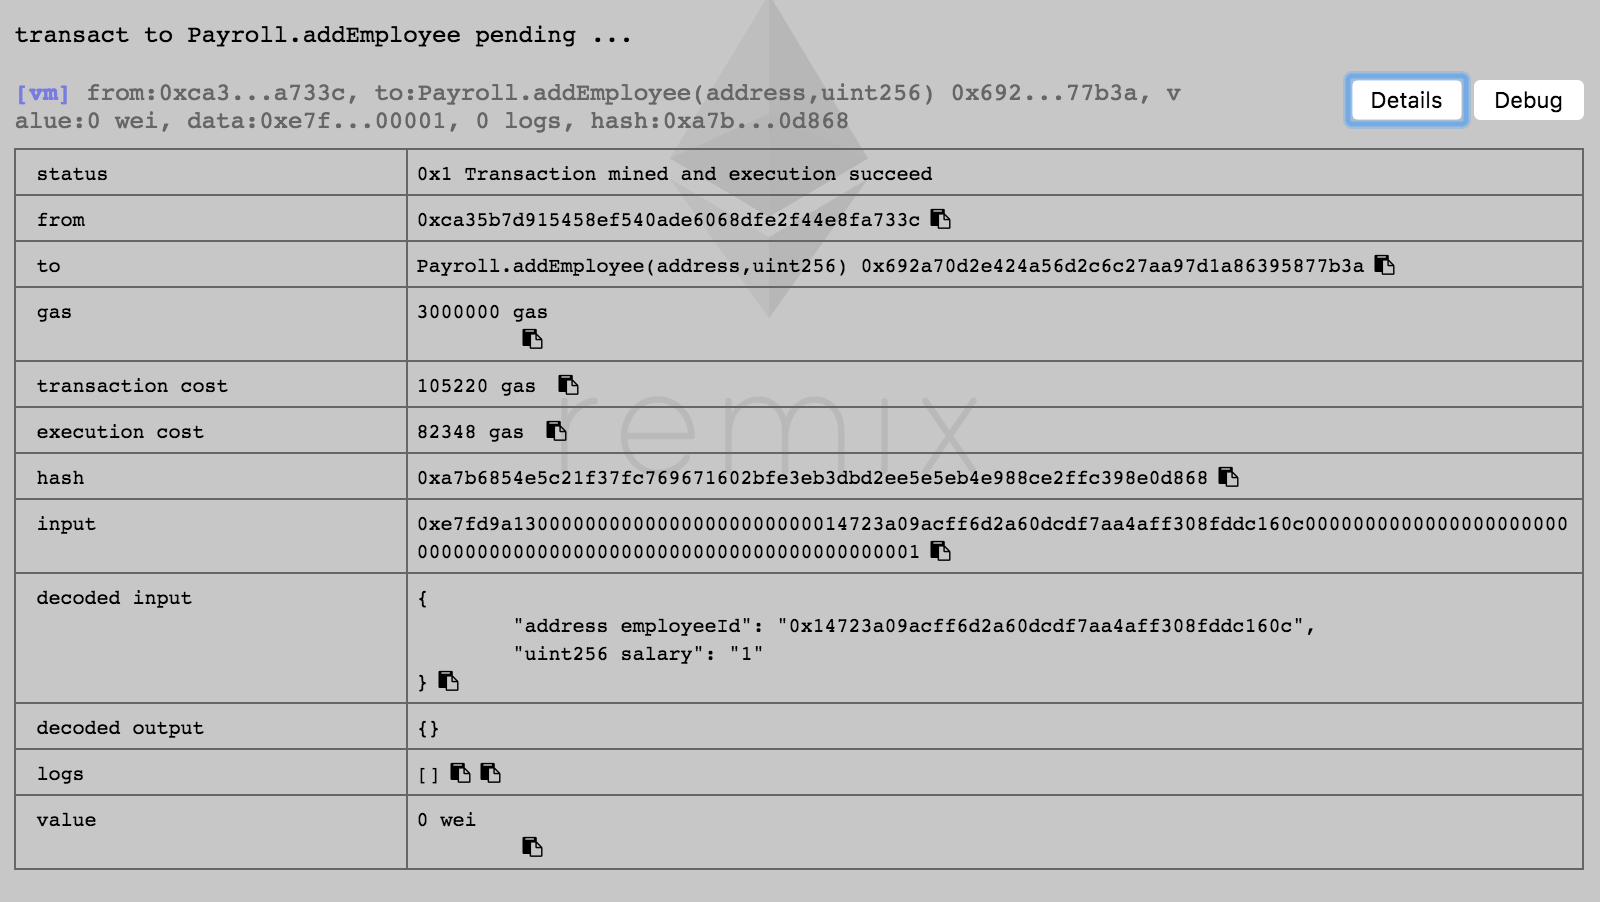 transact to Payroll.addEmployee pending ...
[vm] from:0xca3...a733c, to:Payroll.addEmployee(address,uint256) 0x692...77b3a, v
alue:0 wei, data:0xe7f...00001, 0 logs, hash:0xa7b...0d868
Details Debug
status 0x1 Transaction mined and execution succeed
from 0xca35b7d915458ef540ade6068dfe2f44e8fa733c
to Payroll.addEmployee(address,uint256) 0x692a70d2e424a56d2c6c27aa97d1a86395877b3a
gas 3000000 gas
transaction cost 105220 gas
execution cost 82348 gas
remix
hash 0xa7b6854e5c21f37fc769671602bfe3eb3dbd2ee5e5eb4e988ce2ffc398e0d868
input 0xe7fd9a1300000000000000000000000014723a09acff6d2a60dcdf7aa4aff308fddc160c0000000000000000000000
000000000000000000000000000000000000000001
decoded input {
"address employeeId": "0x14723a09acff6d2a60dcdf7aa4aff308fddc160c",
"uint256 salary": "1"
}
decoded output {}
logs []
value 0 wei